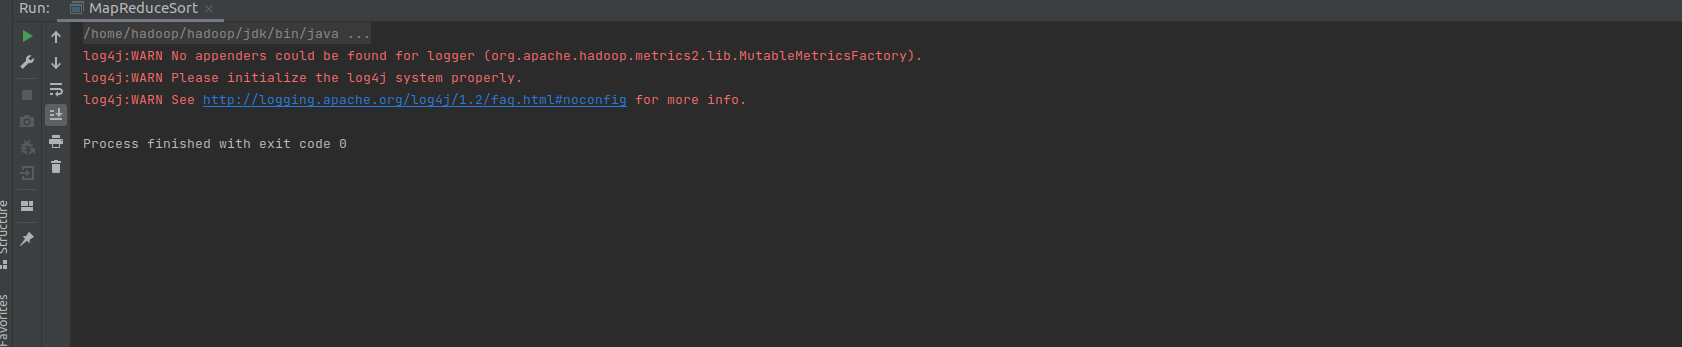 Run: MapReduceSort ×
/home/hadoop/hadoop/jdk/bin/java ...
log4j:WARN No appenders could be found for logger (org.apache.hadoop.metrics2.lib.MutableMetricsFactory).
log4j:WARN Please initialize the log4j system properly.
log4j:WARN See http://logging.apache.org/log4j/1.2/faq.html#noconfig for more info.
Process finished with exit code 0
Structure
Favorites